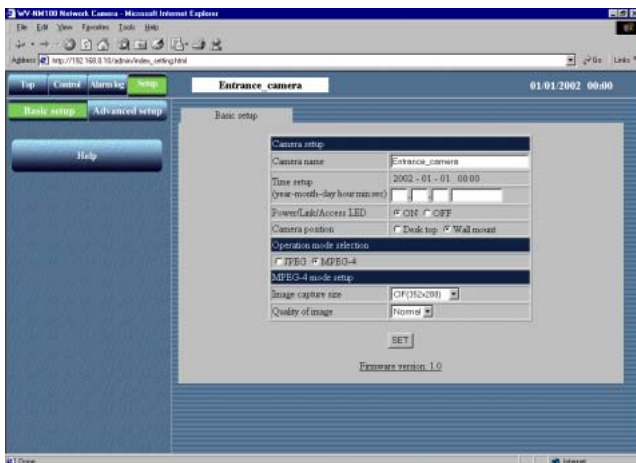 WV-NM100 Network Camera - Microsoft Internet Explorer
File Edit View Favorites Tools Help
Address http://192.168.0.10/admin/index_setting.html Go Links
Top Control Alarm log Setup Entrance_camera 01/01/2002 00:00
Basic setup Advanced setup
Help
Basic setup
Camera setup
Camera name Entrance_camera
Time setup 2002 - 01 - 01 00:00
(year-month-day hour:min:sec)
Power/Link/Access LED ON OFF
Camera position Desk top Wall mount
Operation mode selection
JPEG MPEG-4
MPEG-4 mode setup
Image capture size CIF(352x288)
Quality of image Normal
SET
Firmware version: 1.0
Done Internet